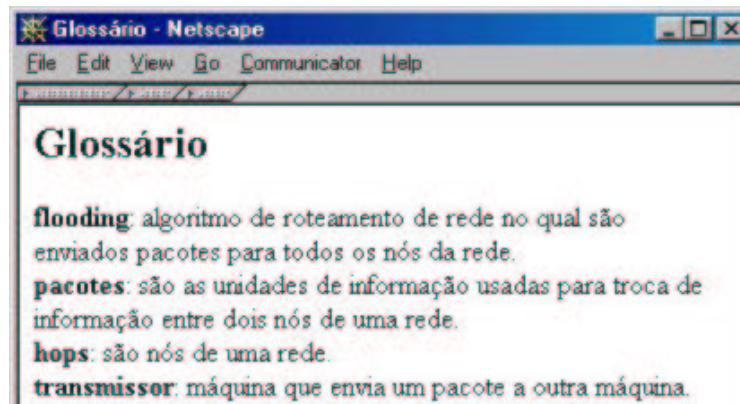 Glossário - Netscape
File Edit View Go Communicator Help
Glossário
flooding: algoritmo de roteamento de rede no qual são
enviados pacotes para todos os nós da rede.
pacotes: são as unidades de informação usadas para troca de
informação entre dois nós de uma rede.
hops: são nós de uma rede.
transmissor: máquina que envia um pacote a outra máquina.